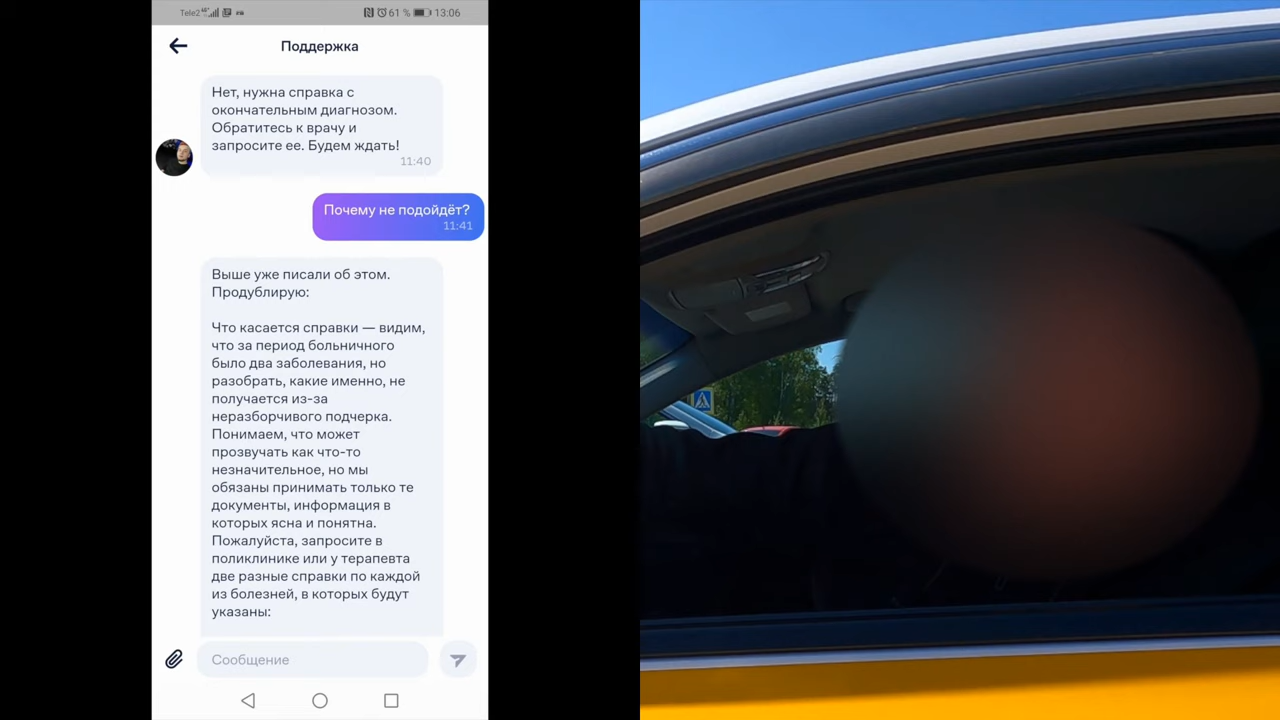 Tele2
61 %
13:06
Поддержка
Нет, нужна справка с
окончательным диагнозом.
Обратитесь к врачу и
запросите ее. Будем ждать!
11:40
Почему не подойдёт?
11:41
Выше уже писали об этом.
Продублирую:
Что касается справки — видим,
что за период больничного
было два заболевания, но
разобрать, какие именно, не
получается из-за
неразборчивого подчерка.
Понимаем, что может
прозвучать как что-то
незначительное, но мы
обязаны принимать только те
документы, информация в
которых ясна и понятна.
Пожалуйста, запросите в
поликлинике или у терапевта
две разные справки по каждой
из болезней, в которых будут
указаны:
Сообщение